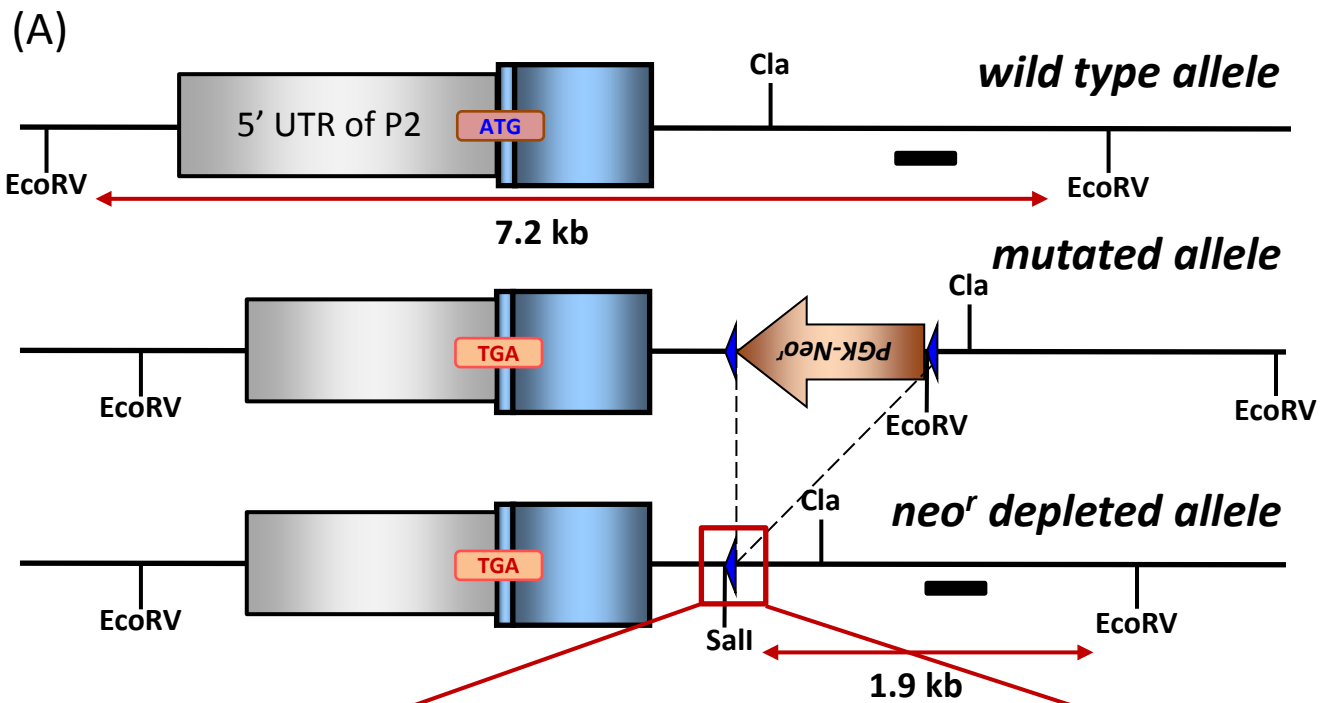 (A)
wild type allele
Cla
5’ UTR of P2
ATG
EcoRV
EcoRV
7.2 kb
mutated allele
Cla
TGA
PGK-Neoʳ
EcoRV
EcoRV
EcoRV
neoʳ depleted allele
Cla
TGA
EcoRV
SalI
EcoRV
1.9 kb